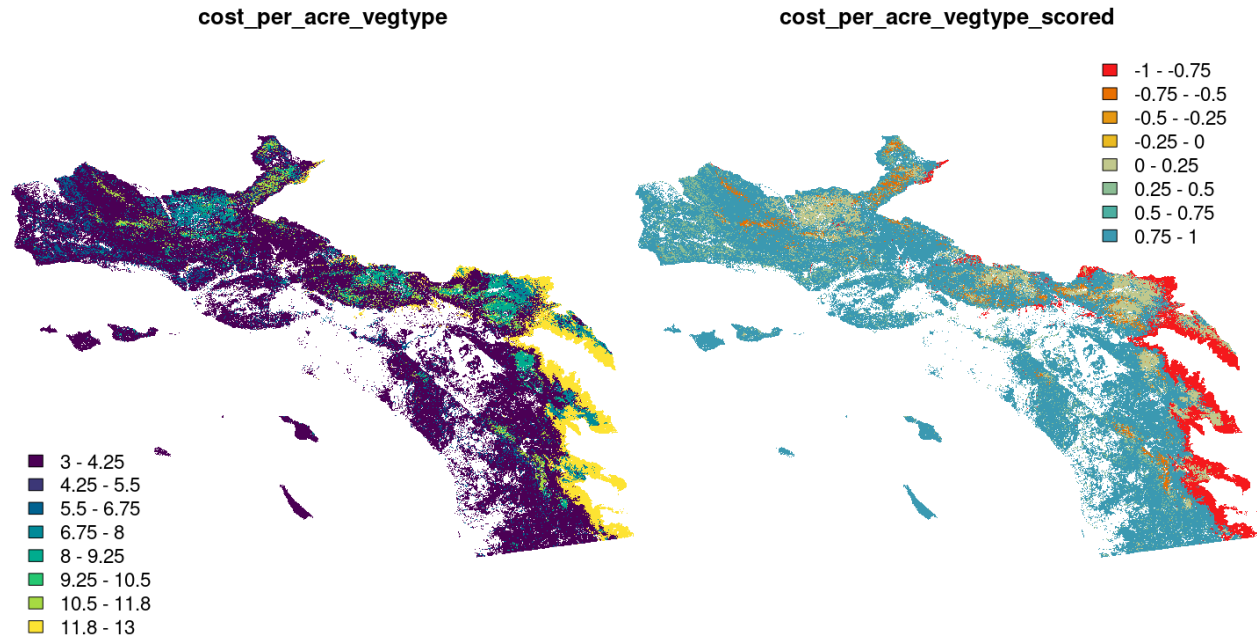 cost_per_acre_vegtype
3 - 4.25
4.25 - 5.5
5.5 - 6.75
6.75 - 8
8 - 9.25
9.25 - 10.5
10.5 - 11.8
11.8 - 13
cost_per_acre_vegtype_scored
-1 - -0.75
-0.75 - -0.5
-0.5 - -0.25
-0.25 - 0
0 - 0.25
0.25 - 0.5
0.5 - 0.75
0.75 - 1